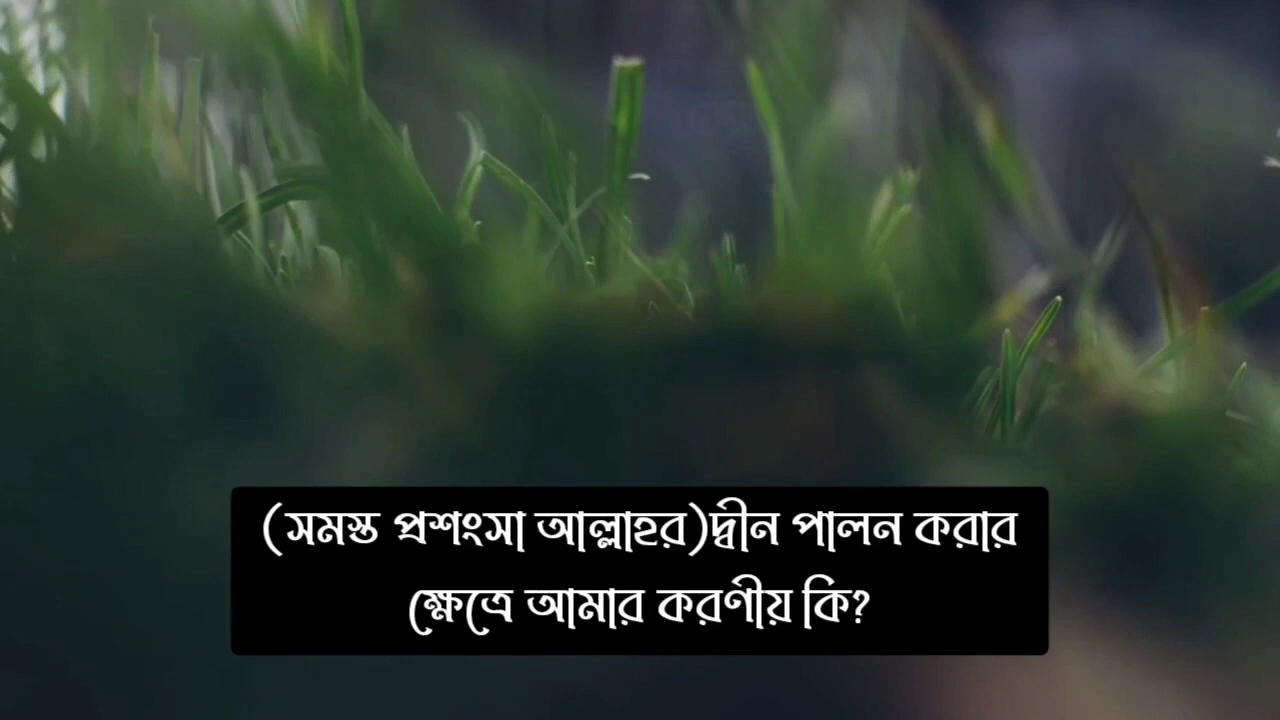 (সমস্ত প্রশংসা আল্লাহর)দ্বীন পালন করার
ক্ষেত্রে আমার করণীয় কি?